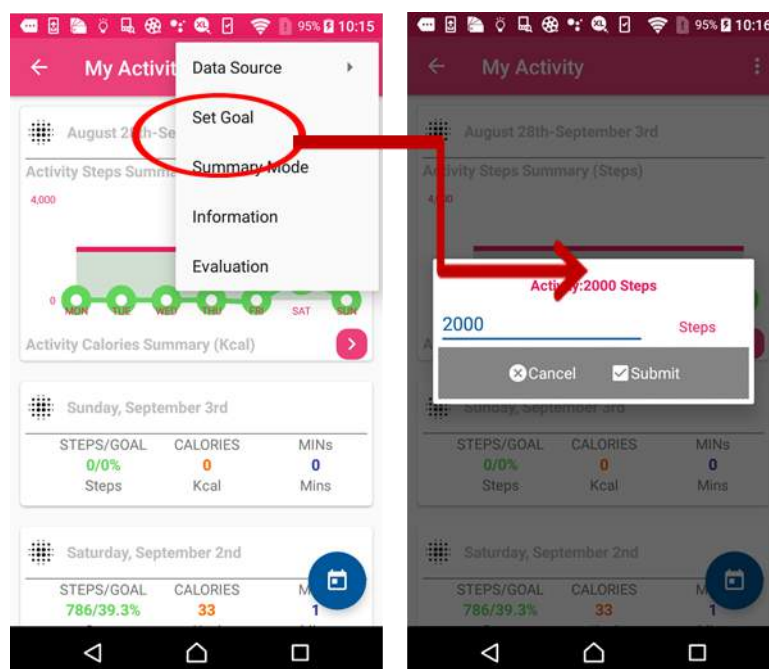 95% 10:15
My Activit
Data Source
Set Goal
Summary Mode
Information
Evaluation
August 2 th-Se
Activity Steps Summ
4,000
0
MON TUE WED THU FRI SAT SUN
Activity Calories Summary (Kcal)
Sunday, September 3rd
STEPS/GOAL CALORIES MINs
0/0% 0 0
Steps Kcal Mins
Saturday, September 2nd
STEPS/GOAL CALORIES M
786/39.3% 33 1
95% 10:16
My Activity
August 28th-September 3rd
Activity Steps Summary (Steps)
Activity:2000 Steps
2000 Steps
Cancel Submit
Sunday, September 3rd
STEPS/GOAL CALORIES MINs
0/0% 0 0
Steps Kcal Mins
Saturday, September 2nd
STEPS/GOAL CALORIES M
786/39.3% 33 1